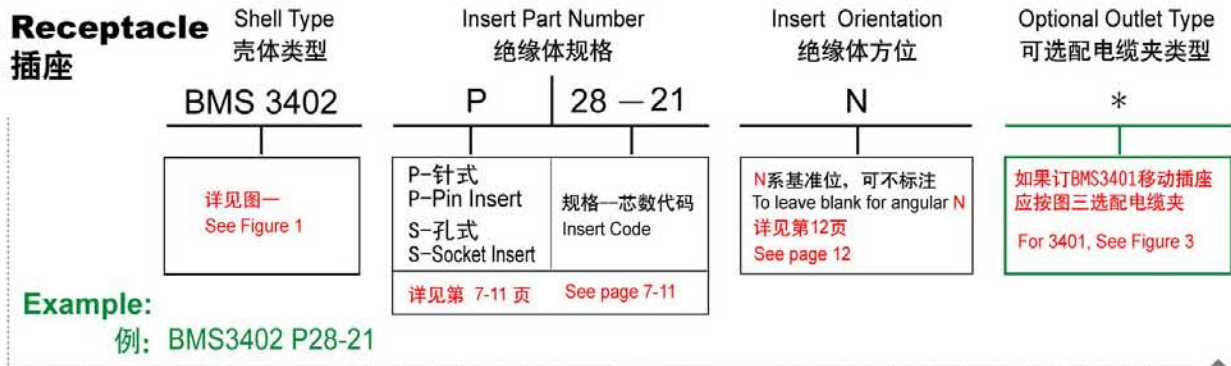 Receptacle
插座
Shell Type
壳体类型
Insert Part Number
绝缘体规格
Insert Orientation
绝缘体方位
Optional Outlet Type
可选配电缆夹类型
BMS 3402
P
28-21
N
*
详见图一
See Figure 1
P-针式
P-Pin Insert
S-孔式
S-Socket Insert
规格--芯数代码
Insert Code
详见第 7-11 页
See page 7-11
N系基准位，可不标注
To leave blank for angular N
详见第12页
See page 12
如果订BMS3401移动插座
应按图三选配电缆夹
For 3401, See Figure 3
Example:
例: BMS3402 P28-21